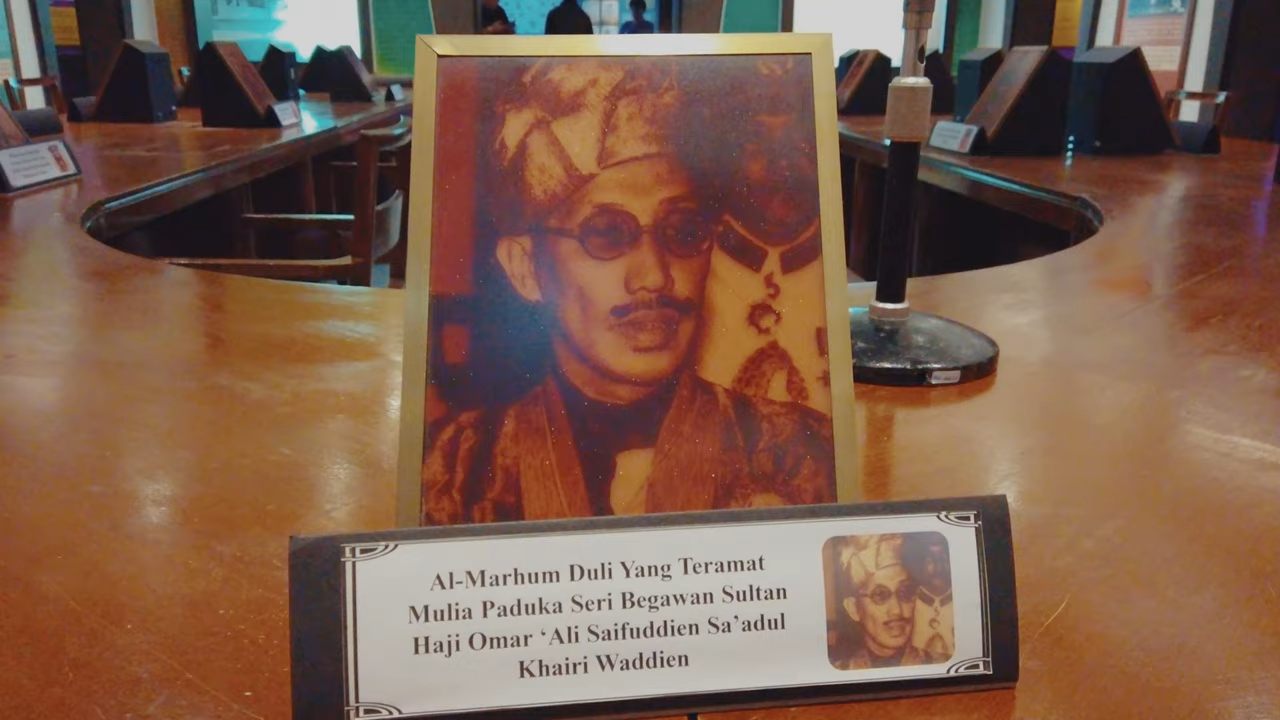 Al-Marhum Duli Yang Teramat
Mulia Paduka Seri Begawan Sultan
Haji Omar ‘Ali Saifuddien Sa’adul
Khairi Waddien